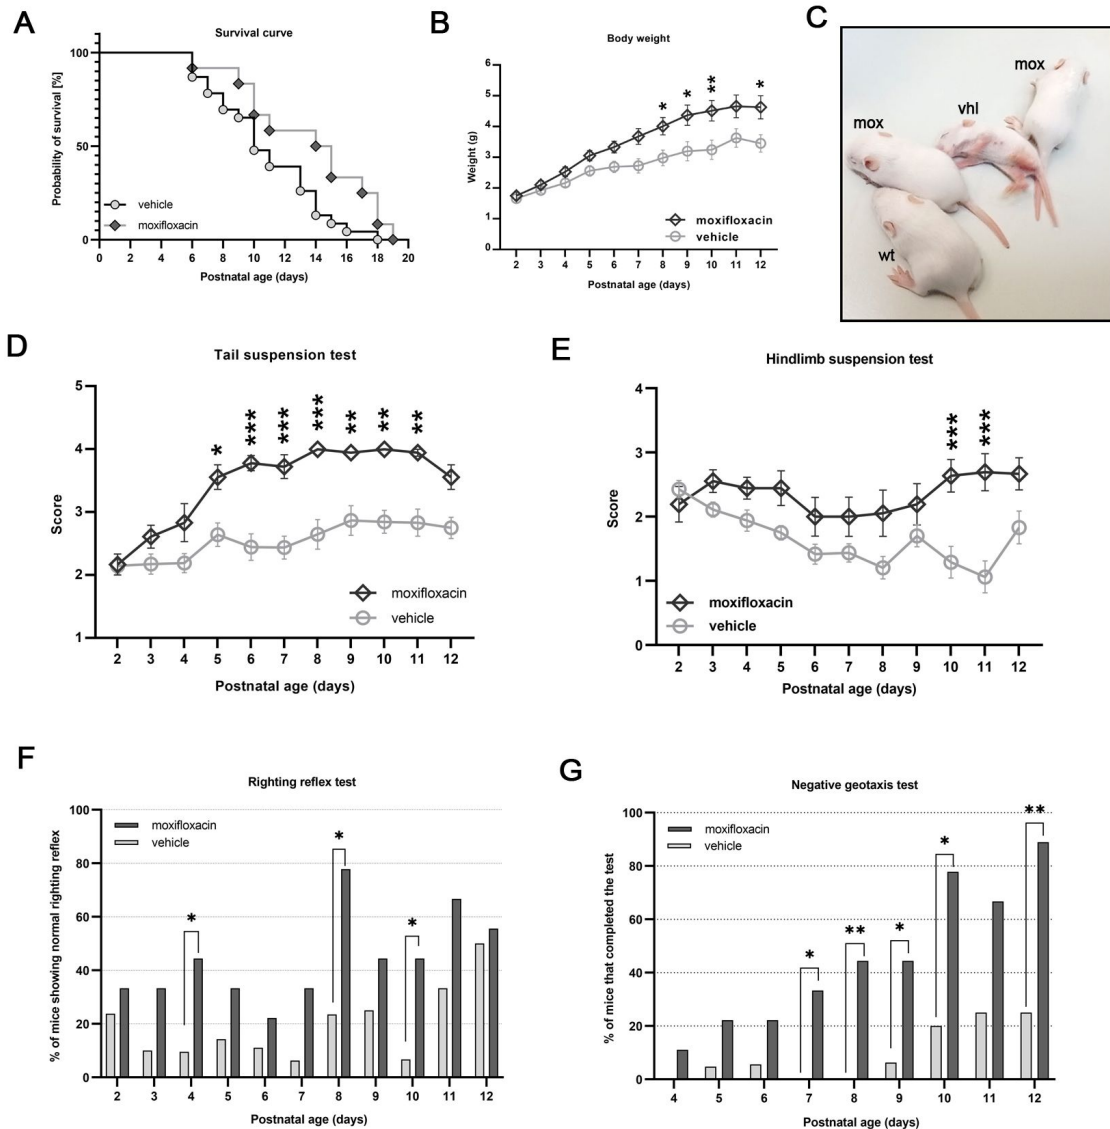 A
Survival curve
Probability of survival [%]
100
50
0
vehicle
moxifloxacin
0 2 4 6 8 10 12 14 16 18 20
Postnatal age (days)
B
Body weight
Weight (g)
6
5
4
3
2
1
0
* * ** *
moxifloxacin
vehicle
2 3 4 5 6 7 8 9 10 11 12
Postnatal age (days)
C
mox
vhl
mox
wt
D
Tail suspension test
Score
5
4
3
2
1
* *** *** *** ** ** **
moxifloxacin
vehicle
2 3 4 5 6 7 8 9 10 11 12
Postnatal age (days)
E
Hindlimb suspension test
Score
4
3
2
1
0
*** ***
moxifloxacin
vehicle
2 3 4 5 6 7 8 9 10 11 12
Postnatal age (days)
F
Righting reflex test
% of mice showing normal righting reflex
100
80
60
40
20
0
moxifloxacin
vehicle
* * *
2 3 4 5 6 7 8 9 10 11 12
Postnatal age (days)
G
Negative geotaxis test
% of mice that completed the test
100
80
60
40
20
0
moxifloxacin
vehicle
* ** * * **
4 5 6 7 8 9 10 11 12
Postnatal age (days)